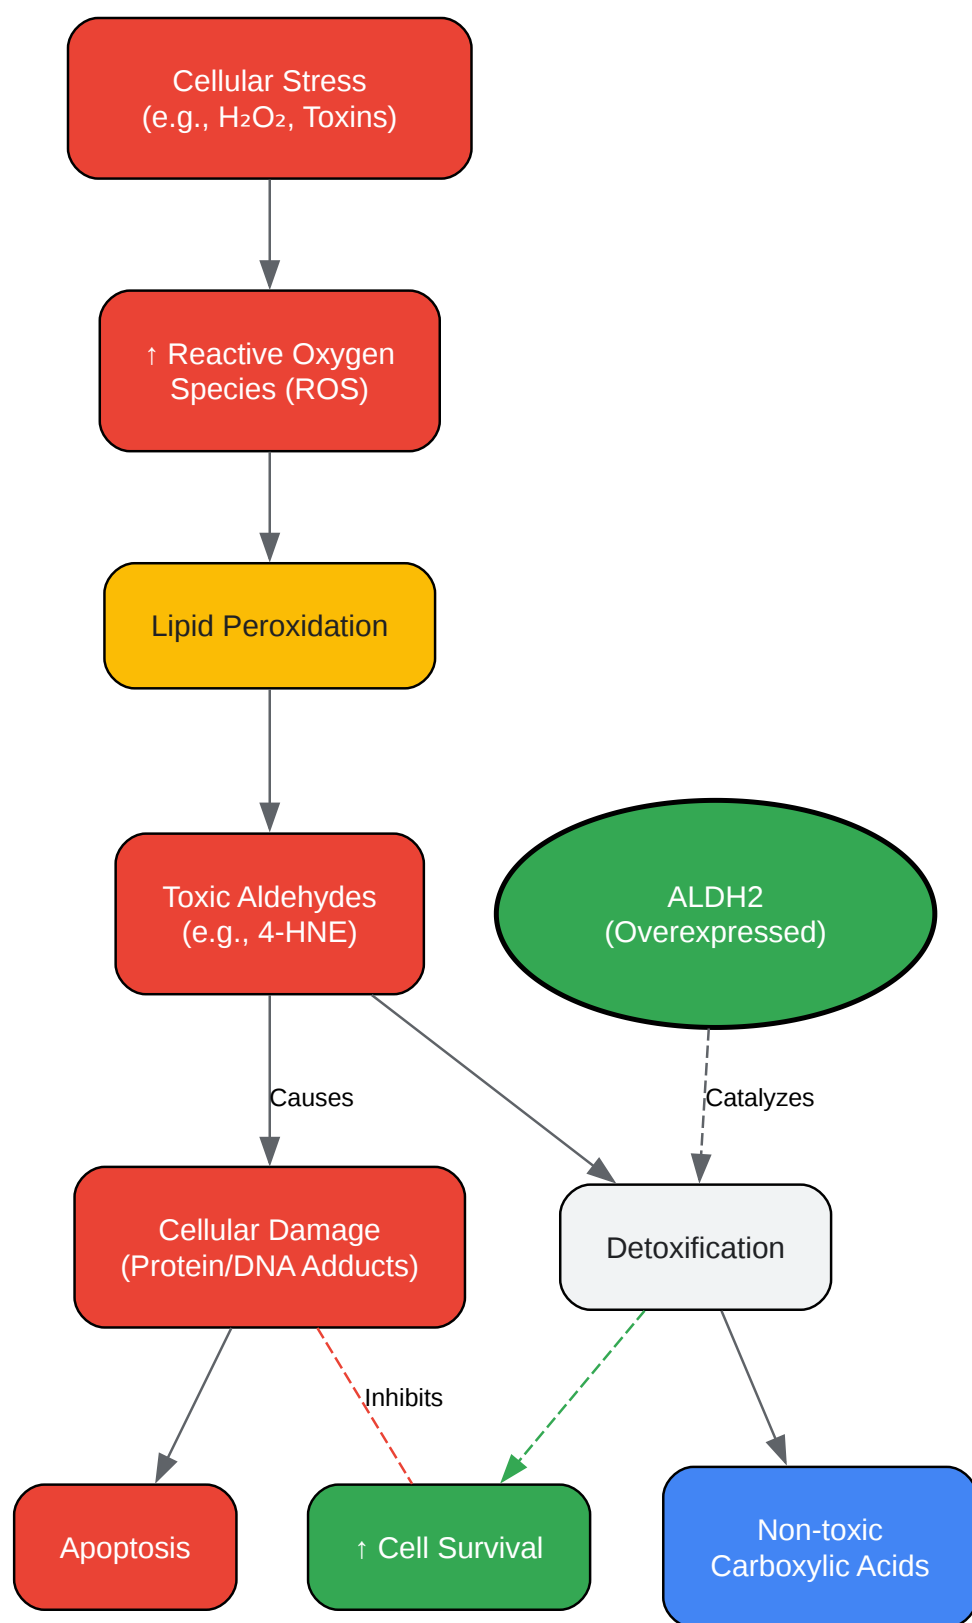 Cellular Stress
(e.g., H₂O₂, Toxins)
↑ Reactive Oxygen
Species (ROS)
Lipid Peroxidation
Toxic Aldehydes
(e.g., 4-HNE)
ALDH2
(Overexpressed)
Causes
Catalyzes
Cellular Damage
(Protein/DNA Adducts)
Detoxification
Inhibits
Apoptosis
↑ Cell Survival
Non-toxic
Carboxylic Acids